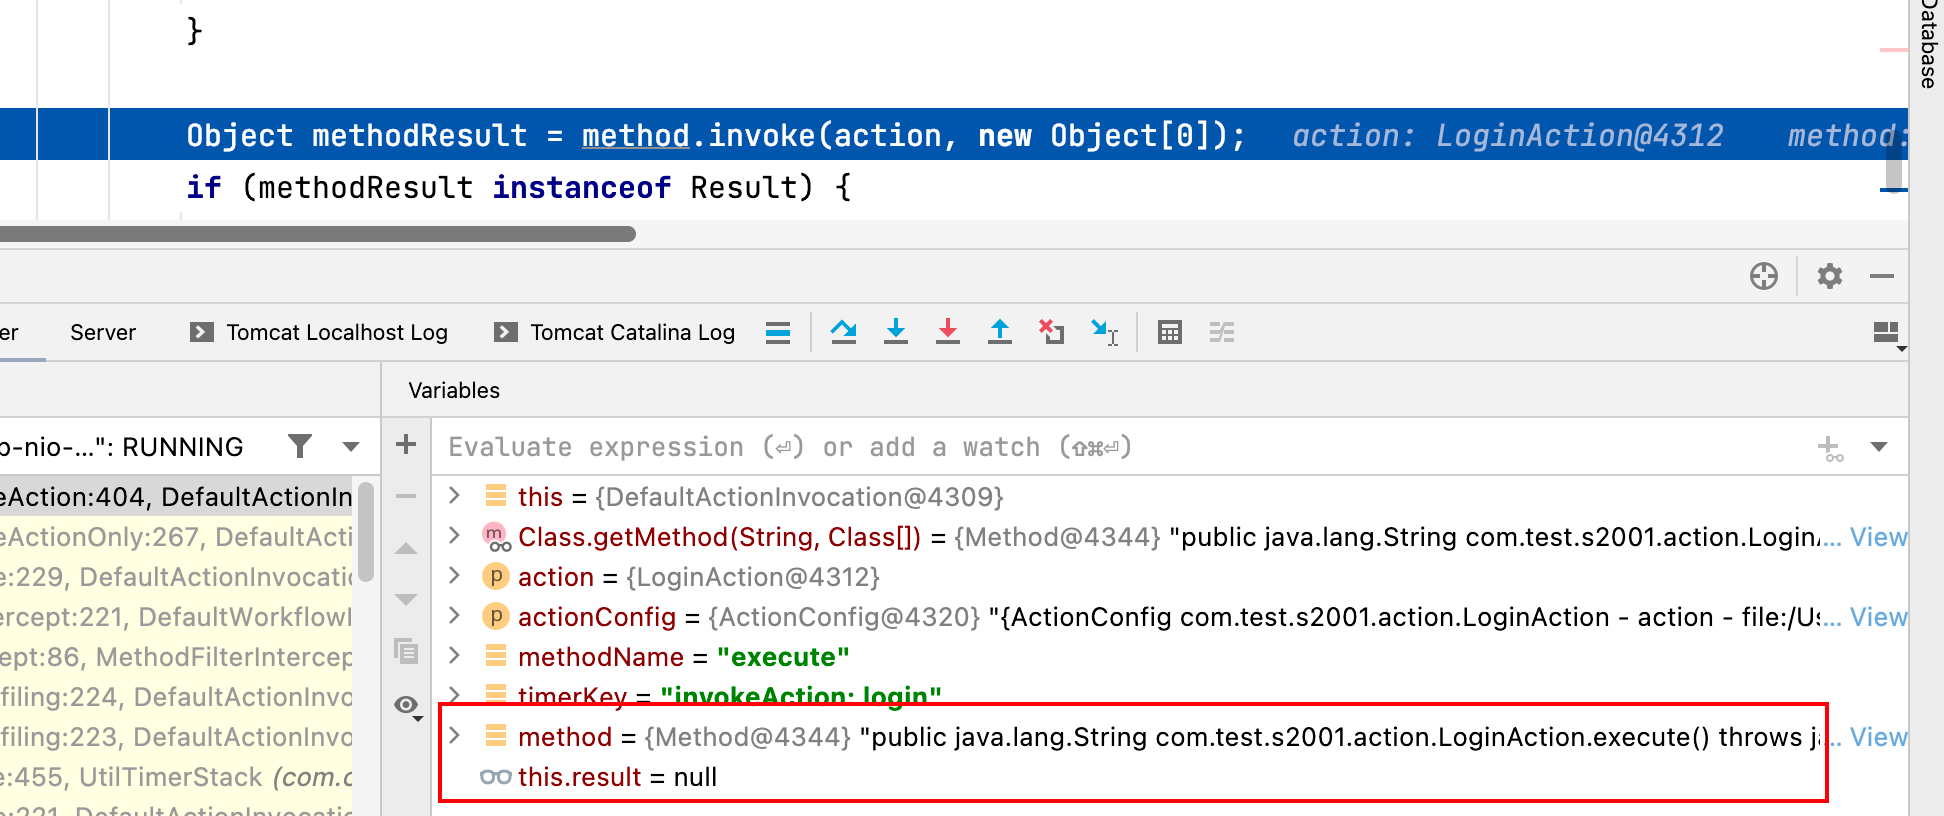 }
Object methodResult = method.invoke(action, new Object[0]); action: LoginAction@4312 method:
if (methodResult instanceof Result) {
Database
er Server Tomcat Localhost Log Tomcat Catalina Log
Variables
p-nio-...": RUNNING
Evaluate expression (⏎) or add a watch (⇧⌘⏎)
eAction:404, DefaultActionIn
this = {DefaultActionInvocation@4309}
eActionOnly:267, DefaultActi
Class.getMethod(String, Class[]) = {Method@4344} "public java.lang.String com.test.s2001.action.Login... View
e:229, DefaultActionInvocati
action = {LoginAction@4312}
ercept:221, DefaultWorkflowI
actionConfig = {ActionConfig@4320} "{ActionConfig com.test.s2001.action.LoginAction - action - file:/Us... View
ept:86, MethodFilterIntercep
methodName = "execute"
filing:224, DefaultActionInvo
timerKey = "invokeAction: login"
filing:223, DefaultActionInvo
method = {Method@4344} "public java.lang.String com.test.s2001.action.LoginAction.execute() throws j... View
e:455, UtilTimerStack (com.o
this.result = null
:221, DefaultActionInvocatio